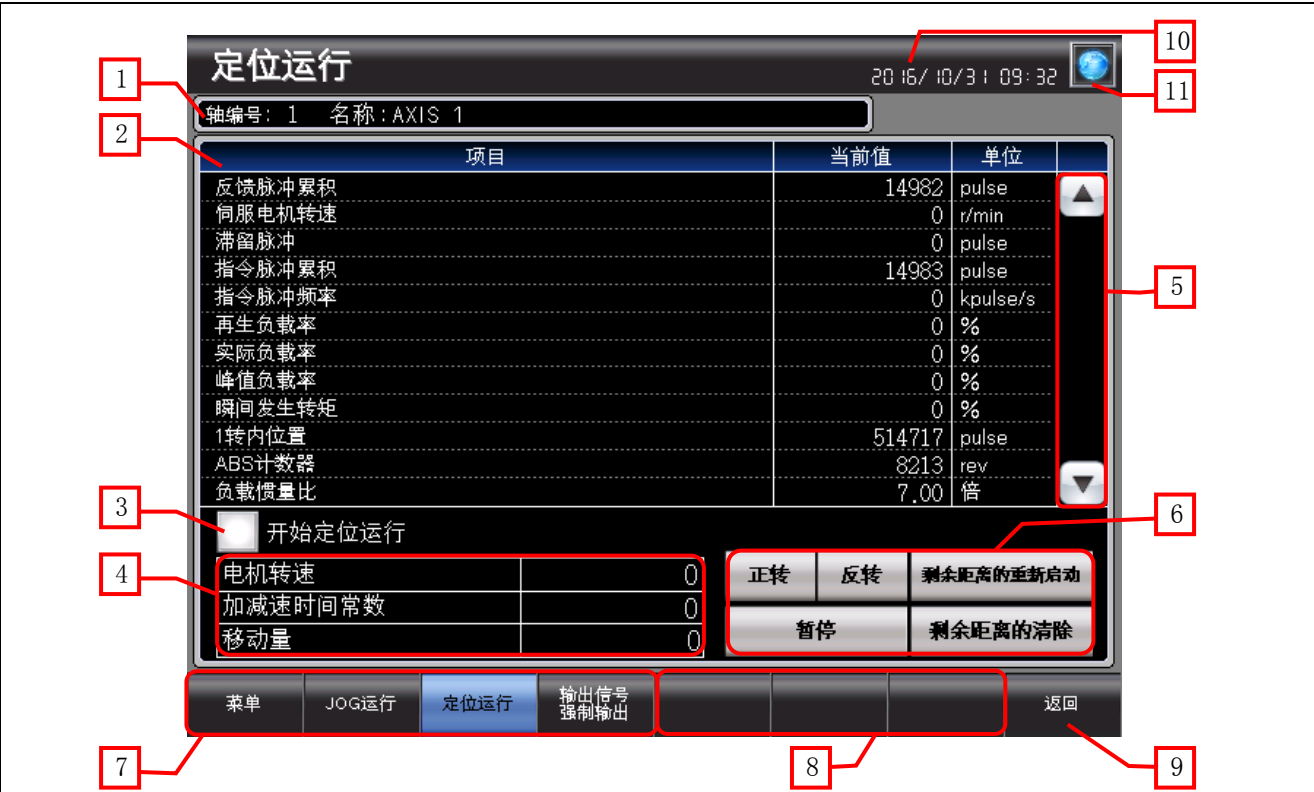 定位运行
2016/10/31 09:32
10
11
1
轴编号: 1 名称:AXIS 1
2
项目 当前值 单位
反馈脉冲累积 14982 pulse
伺服电机转速 0 r/min
滞留脉冲 0 pulse
指令脉冲累积 14983 pulse
5
指令脉冲频率 0 kpulse/s
再生负载率 0 %
实际负载率 0 %
峰值负载率 0 %
瞬间发生转矩 0 %
1转内位置 514717 pulse
ABS计数器 8213 rev
负载惯量比 7.00 倍
3
开始定位运行
6
4
电机转速 0
加减速时间常数 0
移动量 0
正转 反转 剩余距离的重新启动
暂停 剩余距离的清除
菜单 JOG运行 定位运行 输出信号
强制输出
返回
7
8
9